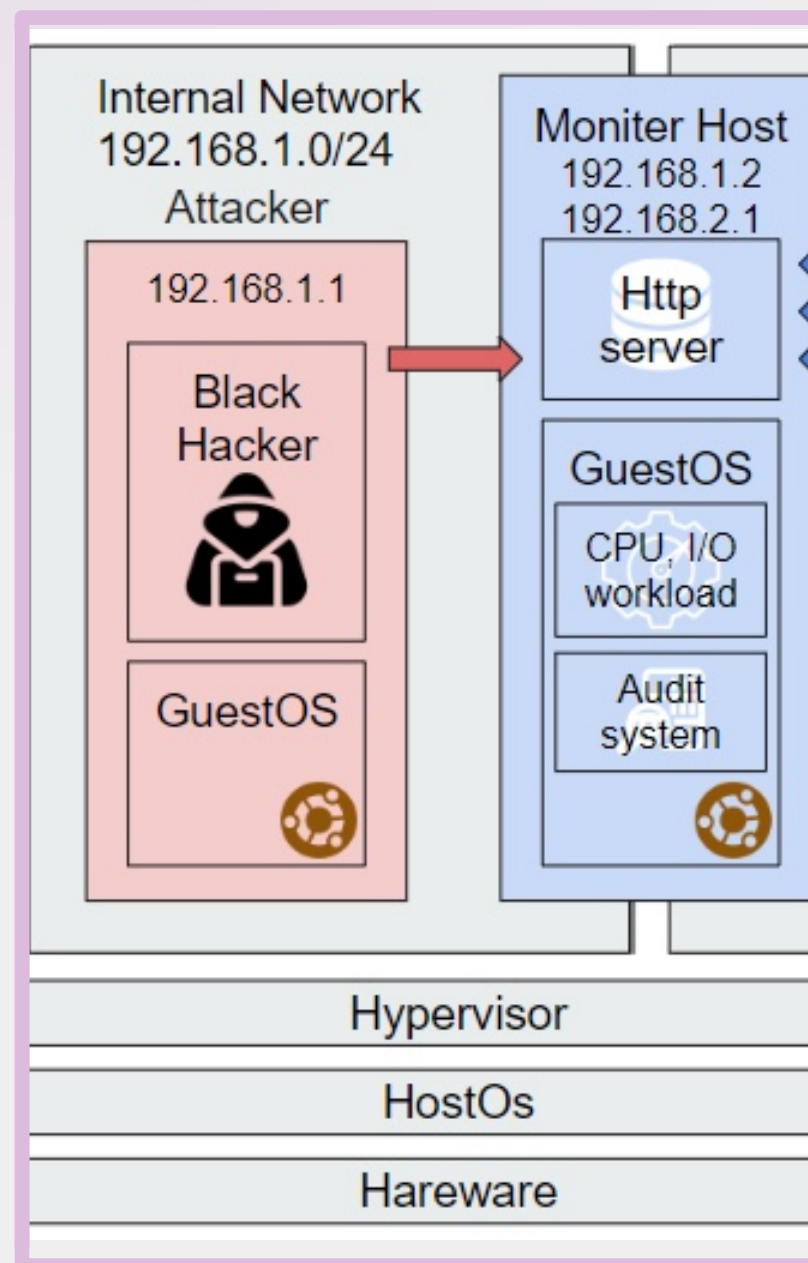 Internal Network
192.168.1.0/24
Attacker
192.168.1.1
Black
Hacker
GuestOS
Moniter Host
192.168.1.2
192.168.2.1
Http
server
GuestOS
CPU, I/O
workload
Audit
system
Hypervisor
HostOs
Hareware